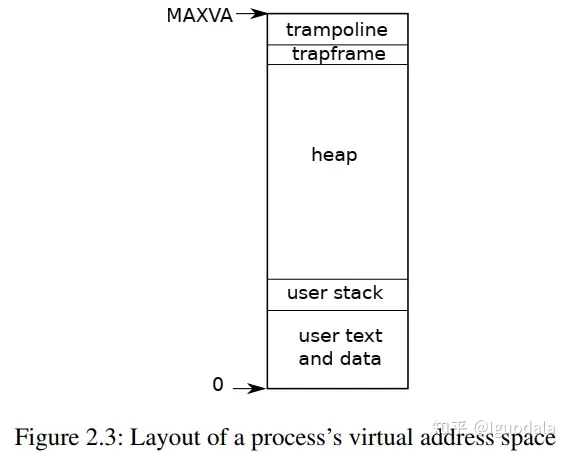 MAXVA
trampoline
trapframe
heap
user stack
user text
and data
0
知乎 @Iguodala
Figure 2.3: Layout of a process's virtual address space